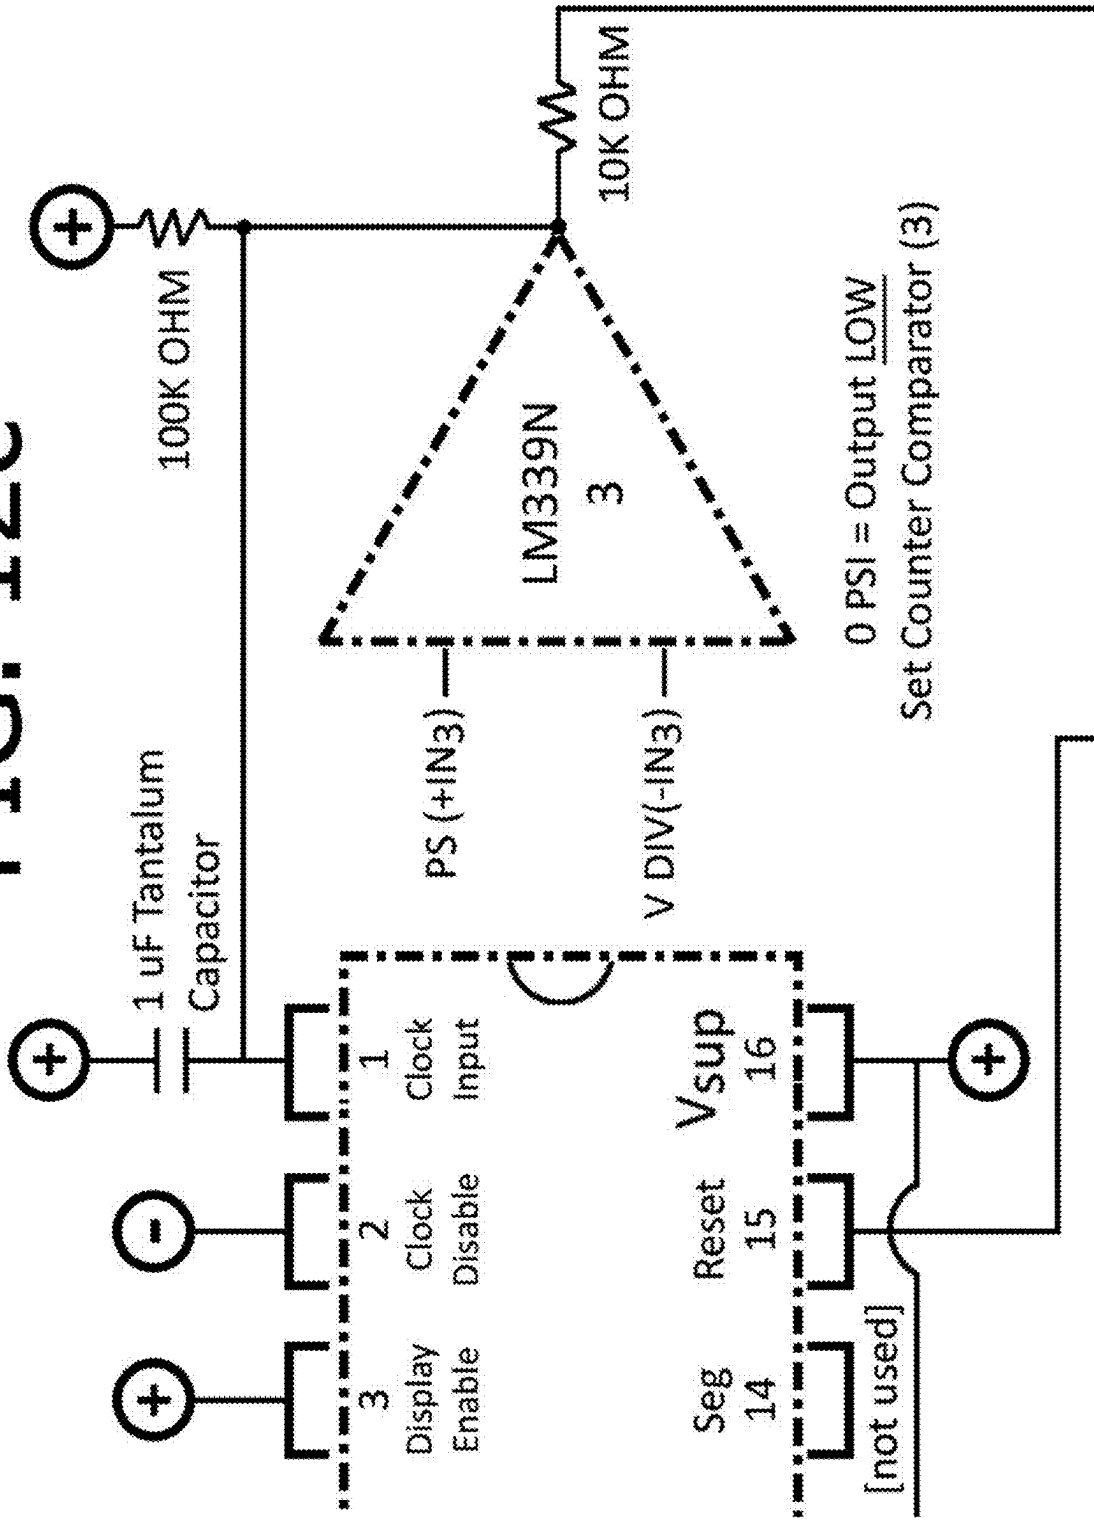 1 uF Tantalum
Capacitor
100K OHM
+
+
-
+
3
Display
Enable
2
Clock
Disable
1
Clock
Input
PS (+IN3)
V DIV(-IN3)
LM339N
3
10K OHM
Seg
14
Reset
15
Vsup
16
[not used]
+
0 PSI = Output LOW
Set Counter Comparator (3)